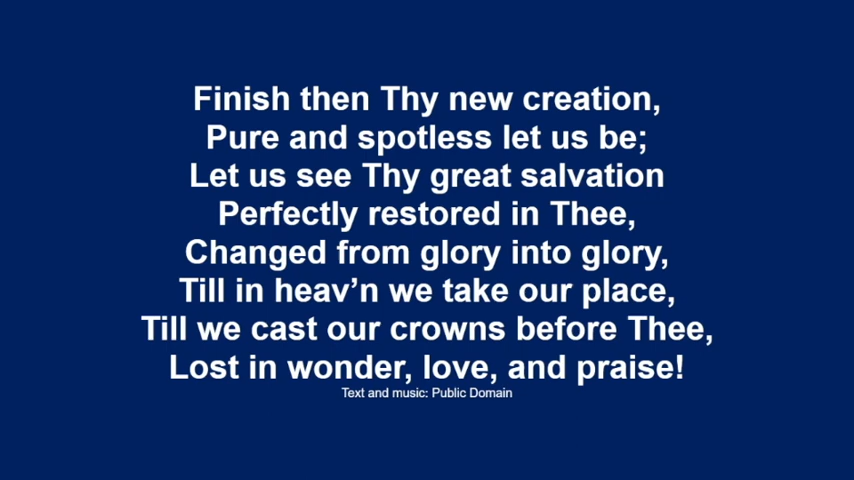 Finish then Thy new creation,
Pure and spotless let us be;
Let us see Thy great salvation
Perfectly restored in Thee,
Changed from glory into glory,
Till in heav’n we take our place,
Till we cast our crowns before Thee,
Lost in wonder, love, and praise!
Text and music: Public Domain